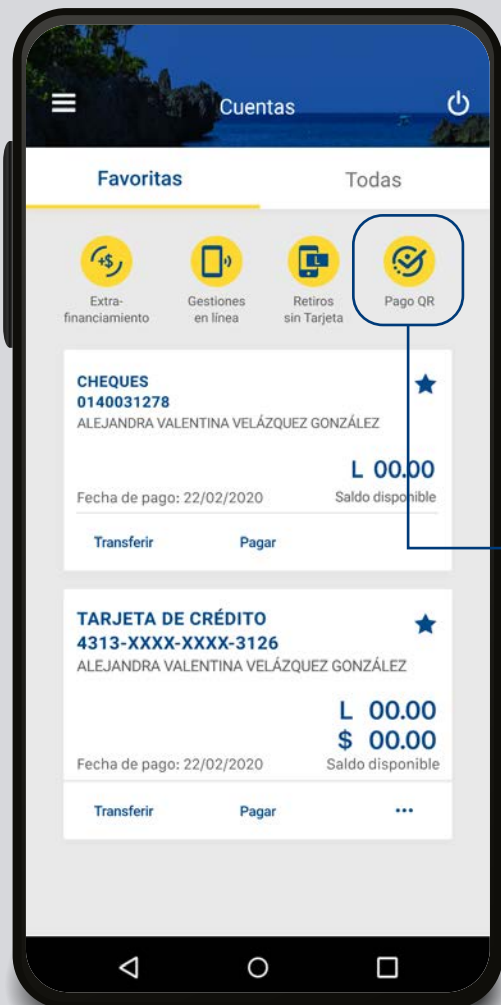 Cuentas
Favoritas Todas
+$
L
Extra-
financiamiento
Gestiones
en línea
Retiros
sin Tarjeta
Pago QR
CHEQUES
0140031278
ALEJANDRA VALENTINA VELÁZQUEZ GONZÁLEZ
L 00.00
Fecha de pago: 22/02/2020 Saldo disponible
Transferir Pagar
TARJETA DE CRÉDITO
4313-XXXX-XXXX-3126
ALEJANDRA VALENTINA VELÁZQUEZ GONZÁLEZ
L 00.00
$ 00.00
Fecha de pago: 22/02/2020 Saldo disponible
Transferir Pagar ...